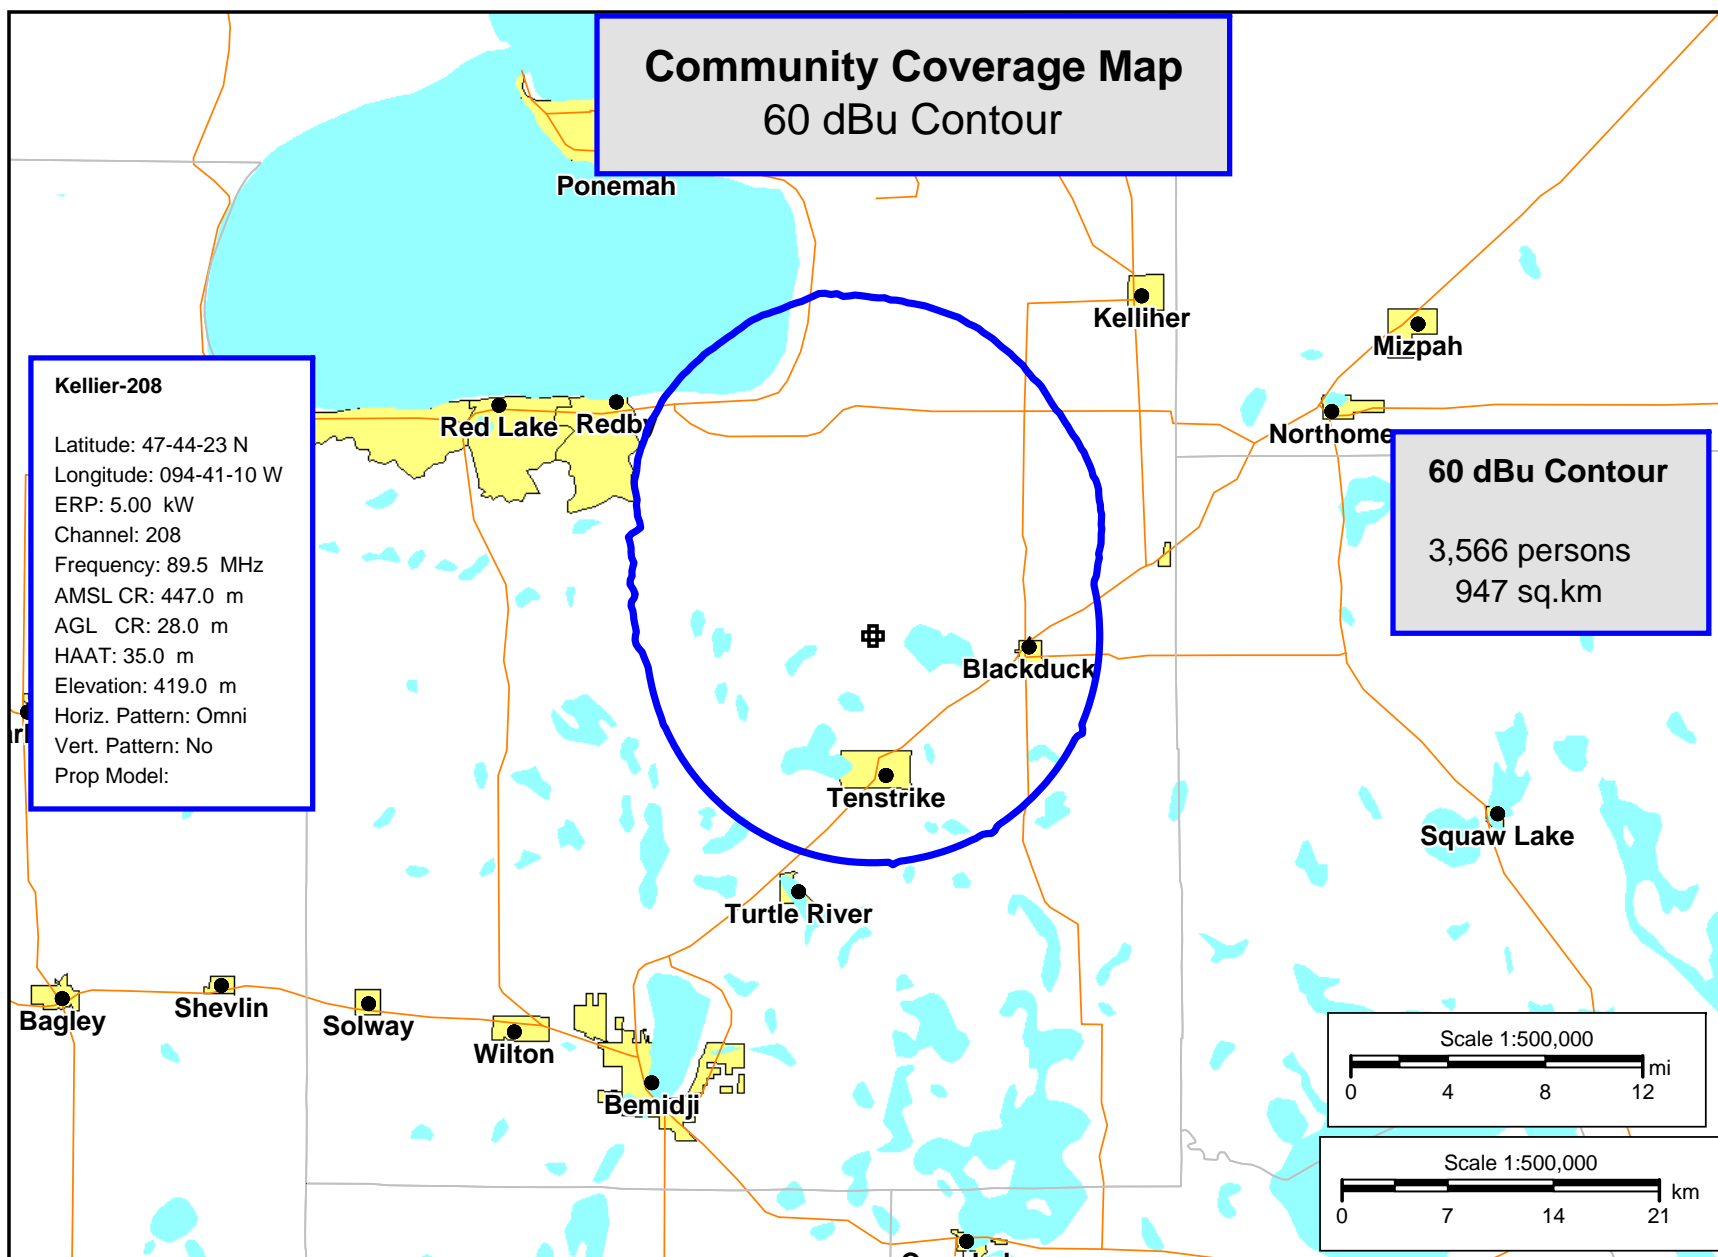 Community Coverage Map
60 dBu Contour
Ponemah
Kelliher
Mizpah
Red Lake
Redby
Northome
Kellier-208
Latitude: 47-44-23 N
Longitude: 094-41-10 W
ERP: 5.00 kW
Channel: 208
Frequency: 89.5 MHz
AMSL CR: 447.0 m
AGL CR: 28.0 m
HAAT: 35.0 m
Elevation: 419.0 m
Horiz. Pattern: Omni
Vert. Pattern: No
Prop Model:
60 dBu Contour
3,566 persons
947 sq.km
Blackduck
Tenstrike
Squaw Lake
Turtle River
Bagley
Shevlin
Solway
Wilton
Bemidji
Scale 1:500,000
mi
0 4 8 12
Scale 1:500,000
km
0 7 14 21